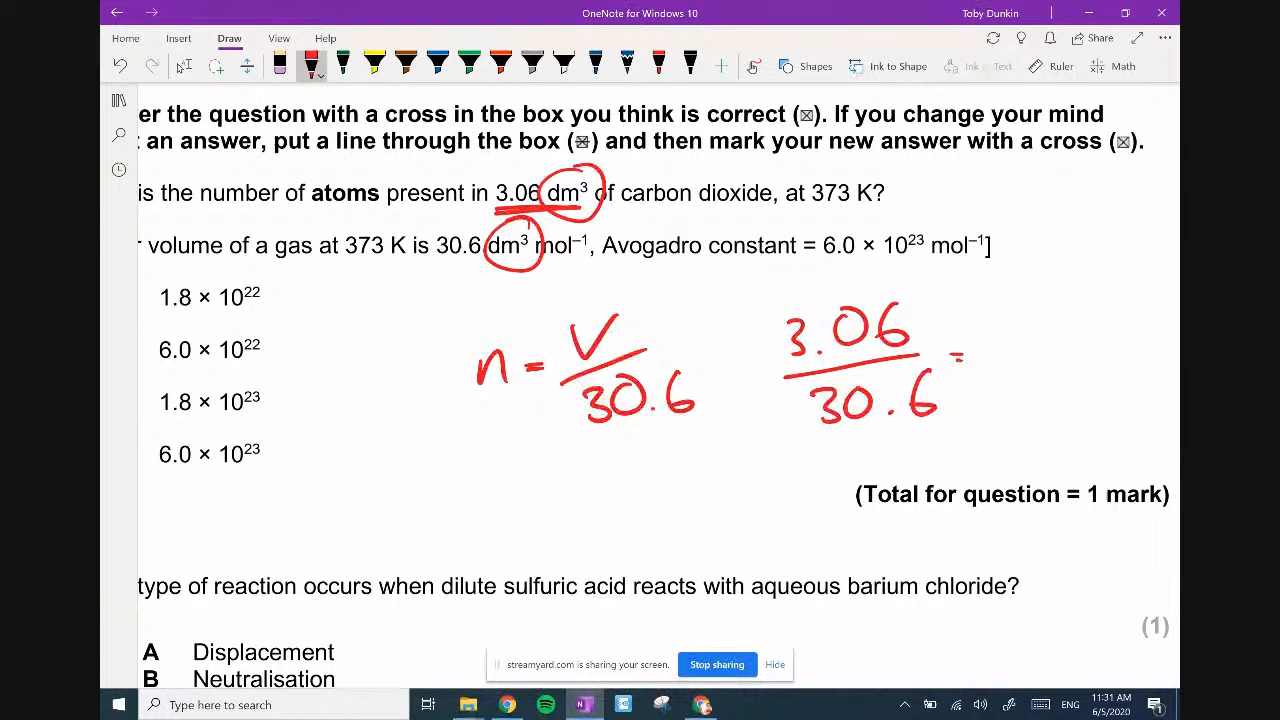 OneNote for Windows 10
Toby Dunkin
Home Insert Draw View Help
Share
Shapes Ink to Shape Ink to Text Ruler Math
er the question with a cross in the box you think is correct (☒). If you change your mind
an answer, put a line through the box (☒) and then mark your new answer with a cross (☒).
is the number of atoms present in 3.06 dm³ of carbon dioxide, at 373 K?
volume of a gas at 373 K is 30.6 dm³ mol⁻¹, Avogadro constant = 6.0 × 10²³ mol⁻¹]
1.8 × 10²²
6.0 × 10²²
1.8 × 10²³
6.0 × 10²³
n = V/30.6
3.06/30.6 =
(Total for question = 1 mark)
type of reaction occurs when dilute sulfuric acid reacts with aqueous barium chloride?
(1)
A Displacement
B Neutralisation
streamyard.com is sharing your screen. Stop sharing Hide
Type here to search
ENG
11:31 AM
6/5/2020